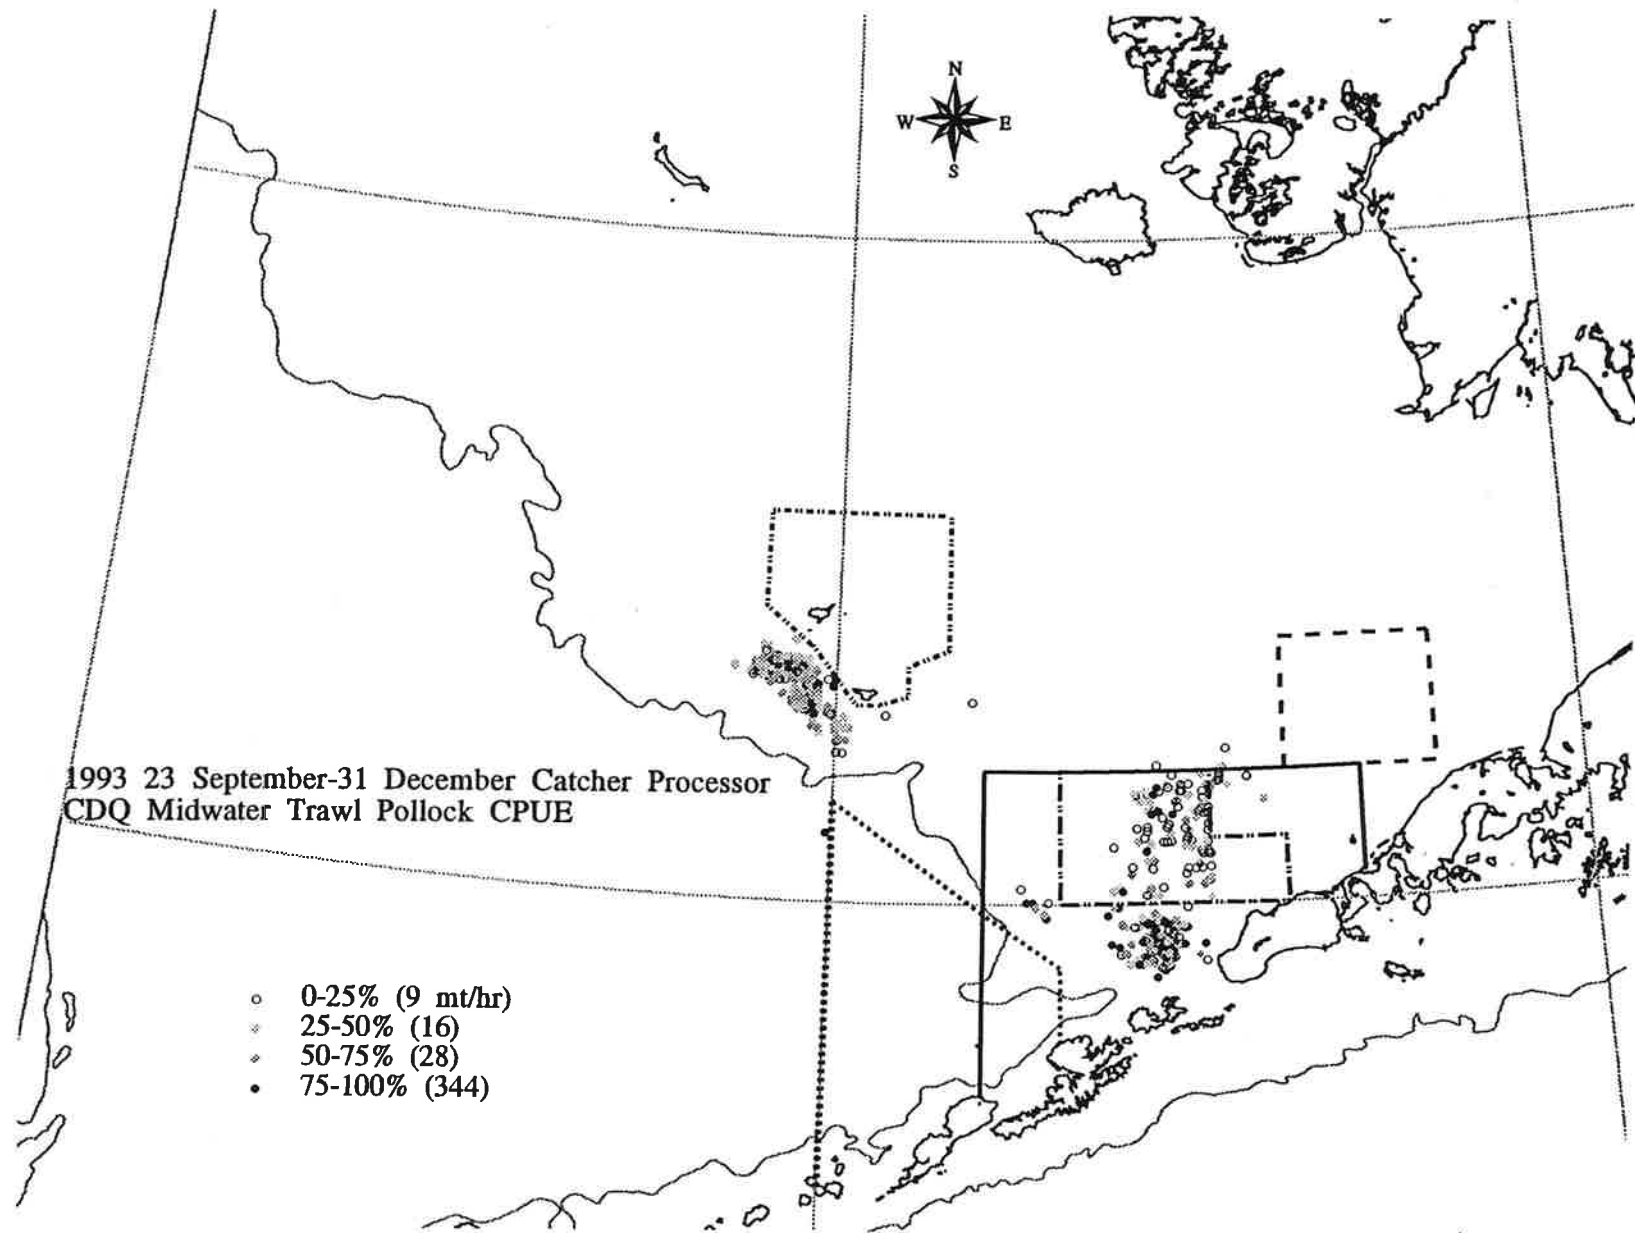 N
W E
S
1993 23 September-31 December Catcher Processor
CDQ Midwater Trawl Pollock CPUE
0-25% (9 mt/hr)
25-50% (16)
50-75% (28)
75-100% (344)